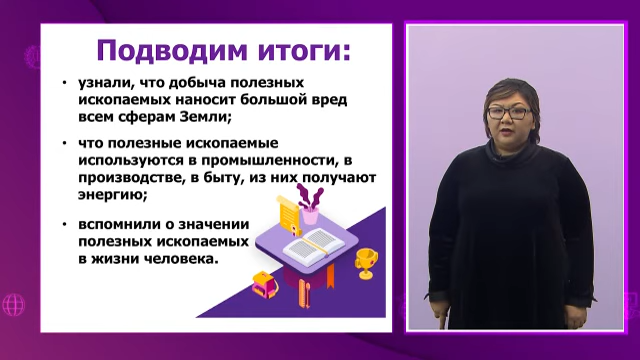 Подводим итоги:
• узнали, что добыча полезных
ископаемых наносит большой вред
всем сферам Земли;
• что полезные ископаемые
используются в промышленности, в
производстве, в быту, из них получают
энергию;
• вспомнили о значении
полезных ископаемых
в жизни человека.